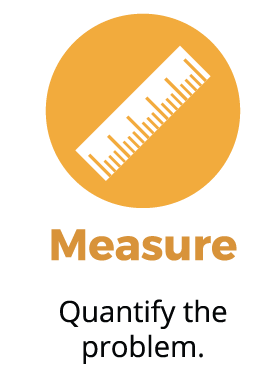 Measure
Quantify the
problem.